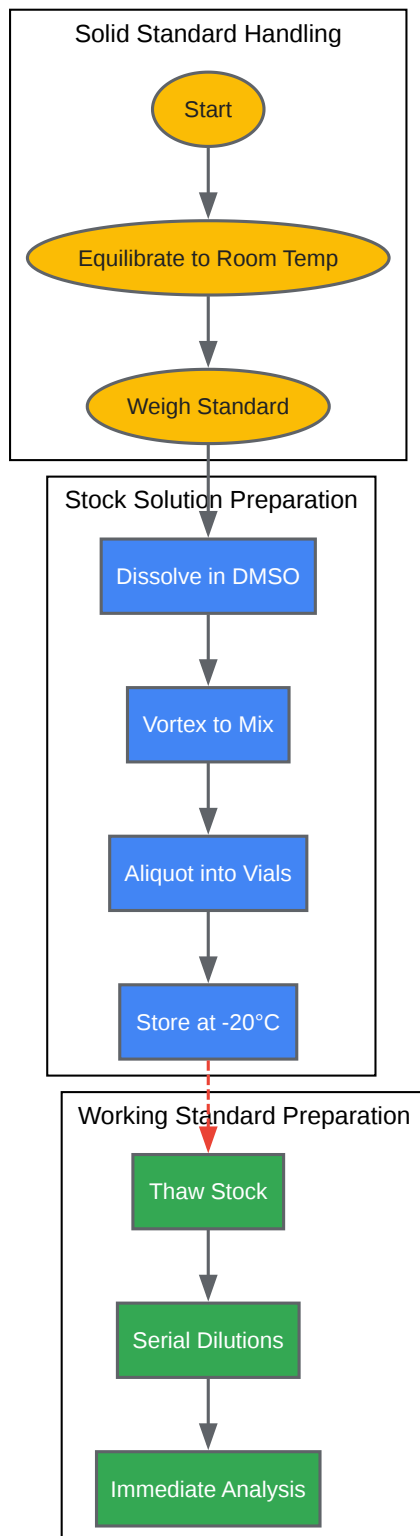 Solid Standard Handling
Start
Equilibrate to Room Temp
Weigh Standard
Stock Solution Preparation
Dissolve in DMSO
Vortex to Mix
Aliquot into Vials
Store at -20°C
Working Standard Preparation
Thaw Stock
Serial Dilutions
Immediate Analysis